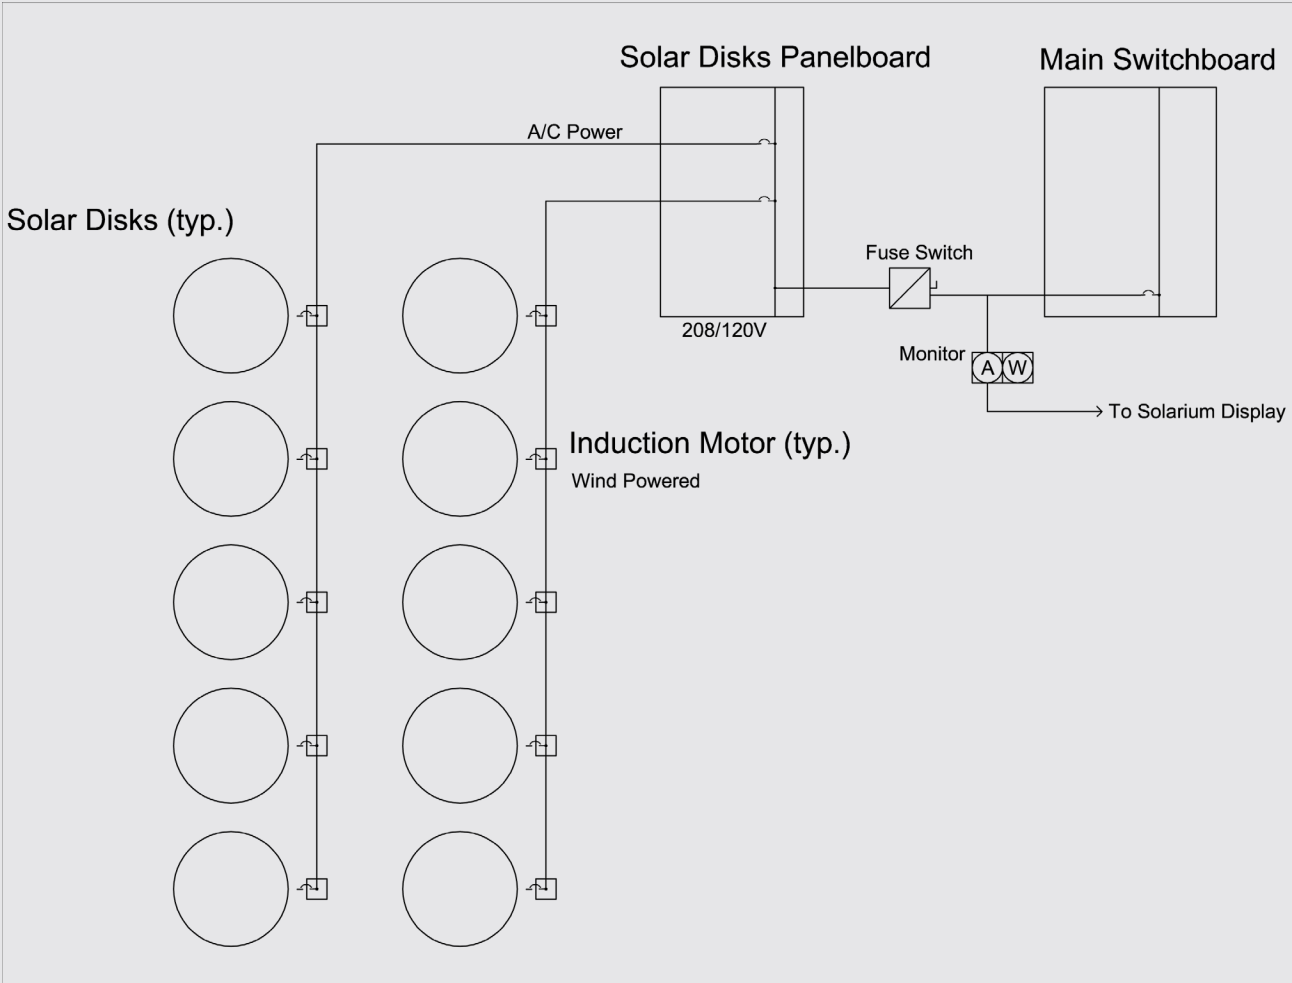 Solar Disks Panelboard
Main Switchboard
A/C Power
Solar Disks (typ.)
Fuse Switch
208/120V
Monitor
A W
To Solarium Display
Induction Motor (typ.)
Wind Powered